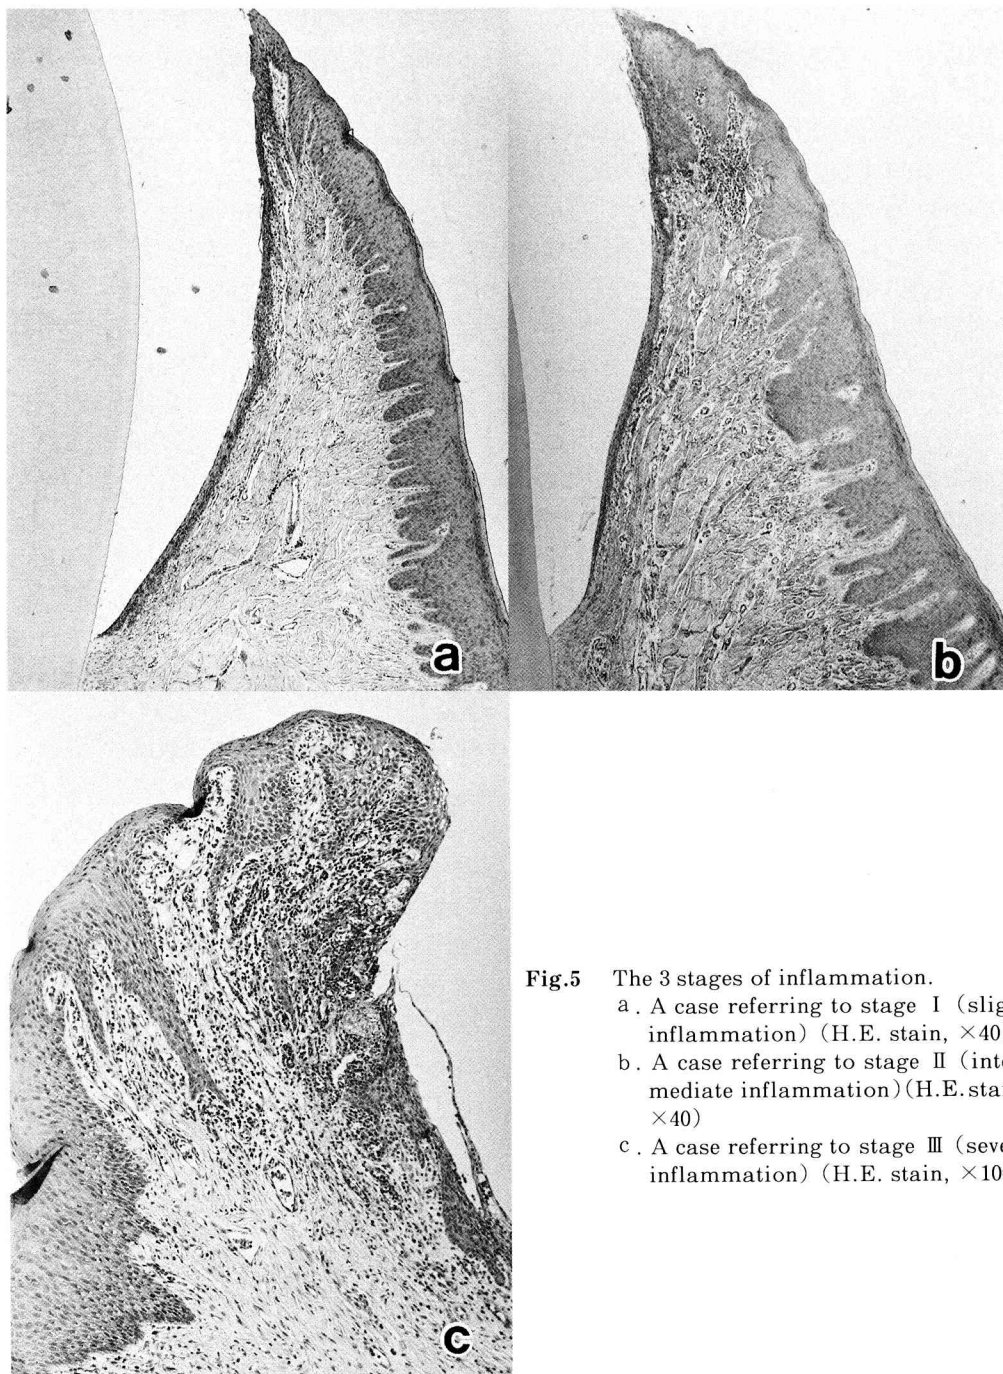 a
b
c
Fig.5 The 3 stages of inflammation.
a. A case referring to stage Ⅰ (slig
inflammation) (H.E. stain, ×40
b. A case referring to stage Ⅱ (inte
mediate inflammation)(H.E.stai
×40)
c. A case referring to stage Ⅲ (seve
inflammation) (H.E. stain, ×10